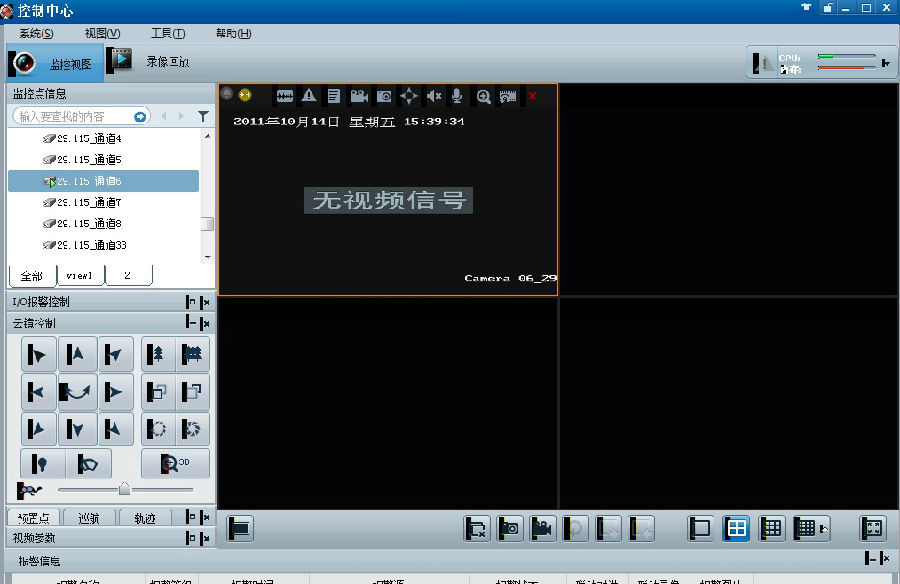 控制中心
系统(S) 视图(V) 工具(T) 帮助(H)
监控视图 录像回放
CPU:
内存:
监控点信息
输入要查找的内容
29.115_通道4
29.115_通道5
29.115_通道6
29.115_通道7
29.115_通道8
29.115_通道33
全部 view1 2
I/O报警控制
云镜控制
3D
预置点 巡航 轨迹
视频参数
2011年10月14日 星期五 15:39:34
无视频信号
Camera 06_29
报警信息